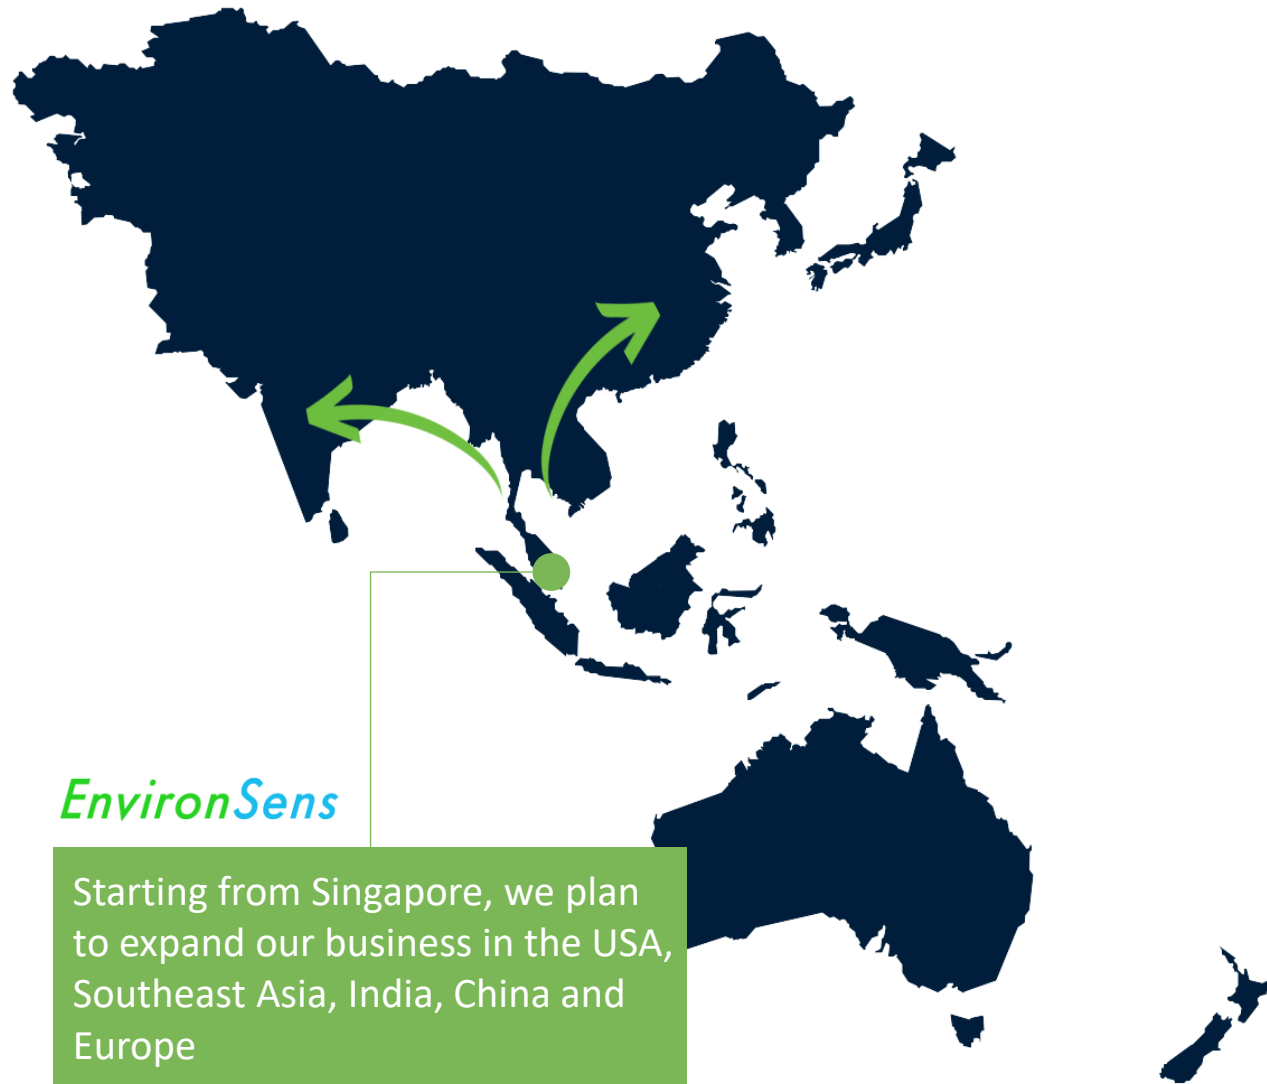 EnvironSens
Starting from Singapore, we plan
to expand our business in the USA,
Southeast Asia, India, China and
Europe